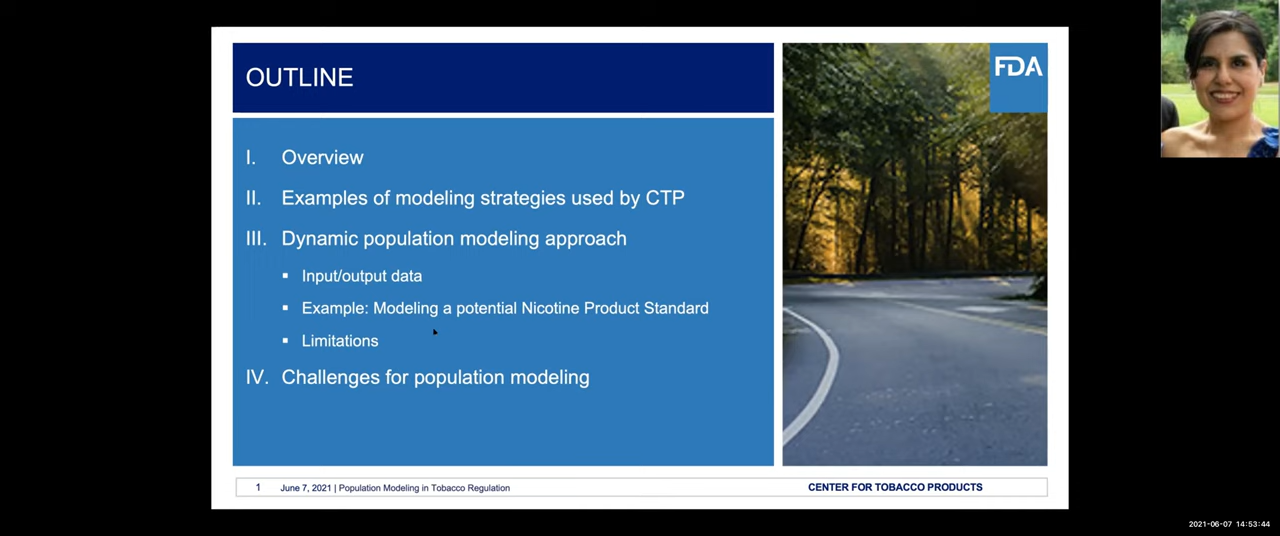 OUTLINE
FDA
I. Overview
II. Examples of modeling strategies used by CTP
III. Dynamic population modeling approach
▪ Input/output data
▪ Example: Modeling a potential Nicotine Product Standard
▪ Limitations
IV. Challenges for population modeling
1 June 7, 2021 | Population Modeling in Tobacco Regulation
CENTER FOR TOBACCO PRODUCTS
2021-06-07 14:53:44